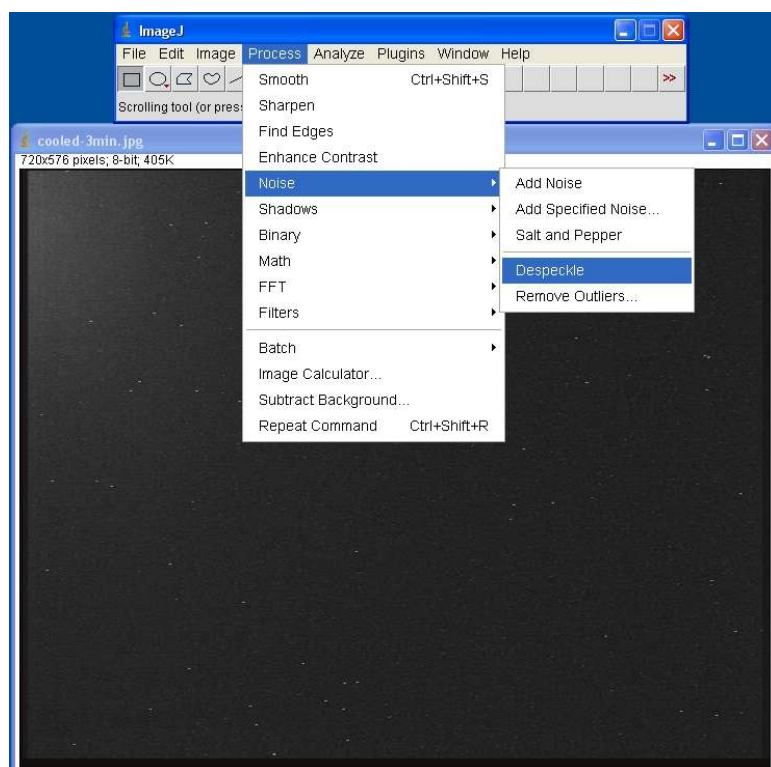 ImageJ
File Edit Image Process Analyze Plugins Window Help
>>
Scrolling tool (or pres
cooled-3min.jpg
720x576 pixels; 8-bit; 405K
Smooth Ctrl+Shift+S
Sharpen
Find Edges
Enhance Contrast
Noise
Shadows
Binary
Math
FFT
Filters
Batch
Image Calculator...
Subtract Background...
Repeat Command Ctrl+Shift+R
Add Noise
Add Specified Noise...
Salt and Pepper
Despeckle
Remove Outliers...